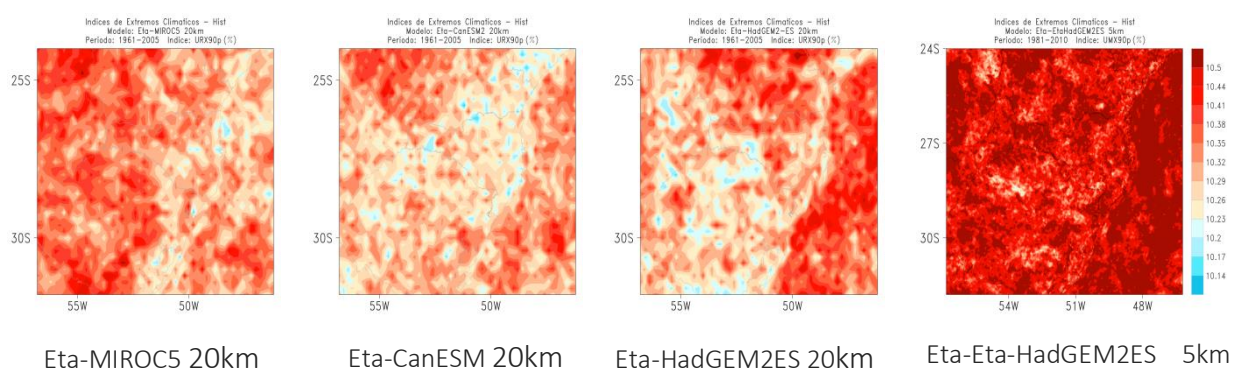 Indices de Extremos Climaticos - Hist
Modelo: Eta-MIROC5 20km
Periodo: 1961-2005 Indice: URX90p(%)
25S
30S
55W
50W
Eta-MIROC5 20km
Indices de Extremos Climaticos - Hist
Modelo: Eta-CanESM2 20km
Periodo: 1961-2005 Indice: URX90p(%)
25S
30S
55W
50W
Eta-CanESM 20km
Indices de Extremos Climaticos - Hist
Modelo: Eta-HadGEM2-ES 20km
Periodo: 1961-2005 Indice: URX90p(%)
25S
30S
55W
50W
Eta-HadGEM2ES 20km
Indices de Extremos Climaticos - Hist
Modelo: Eta-EtaHadGEM2ES 5km
Periodo: 1981-2010 Indice: UMX90p(%)
24S
27S
30S
54W
51W
48W
10.5
10.44
10.41
10.38
10.35
10.32
10.29
10.26
10.23
10.2
10.17
10.14
Eta-Eta-HadGEM2ES 5km